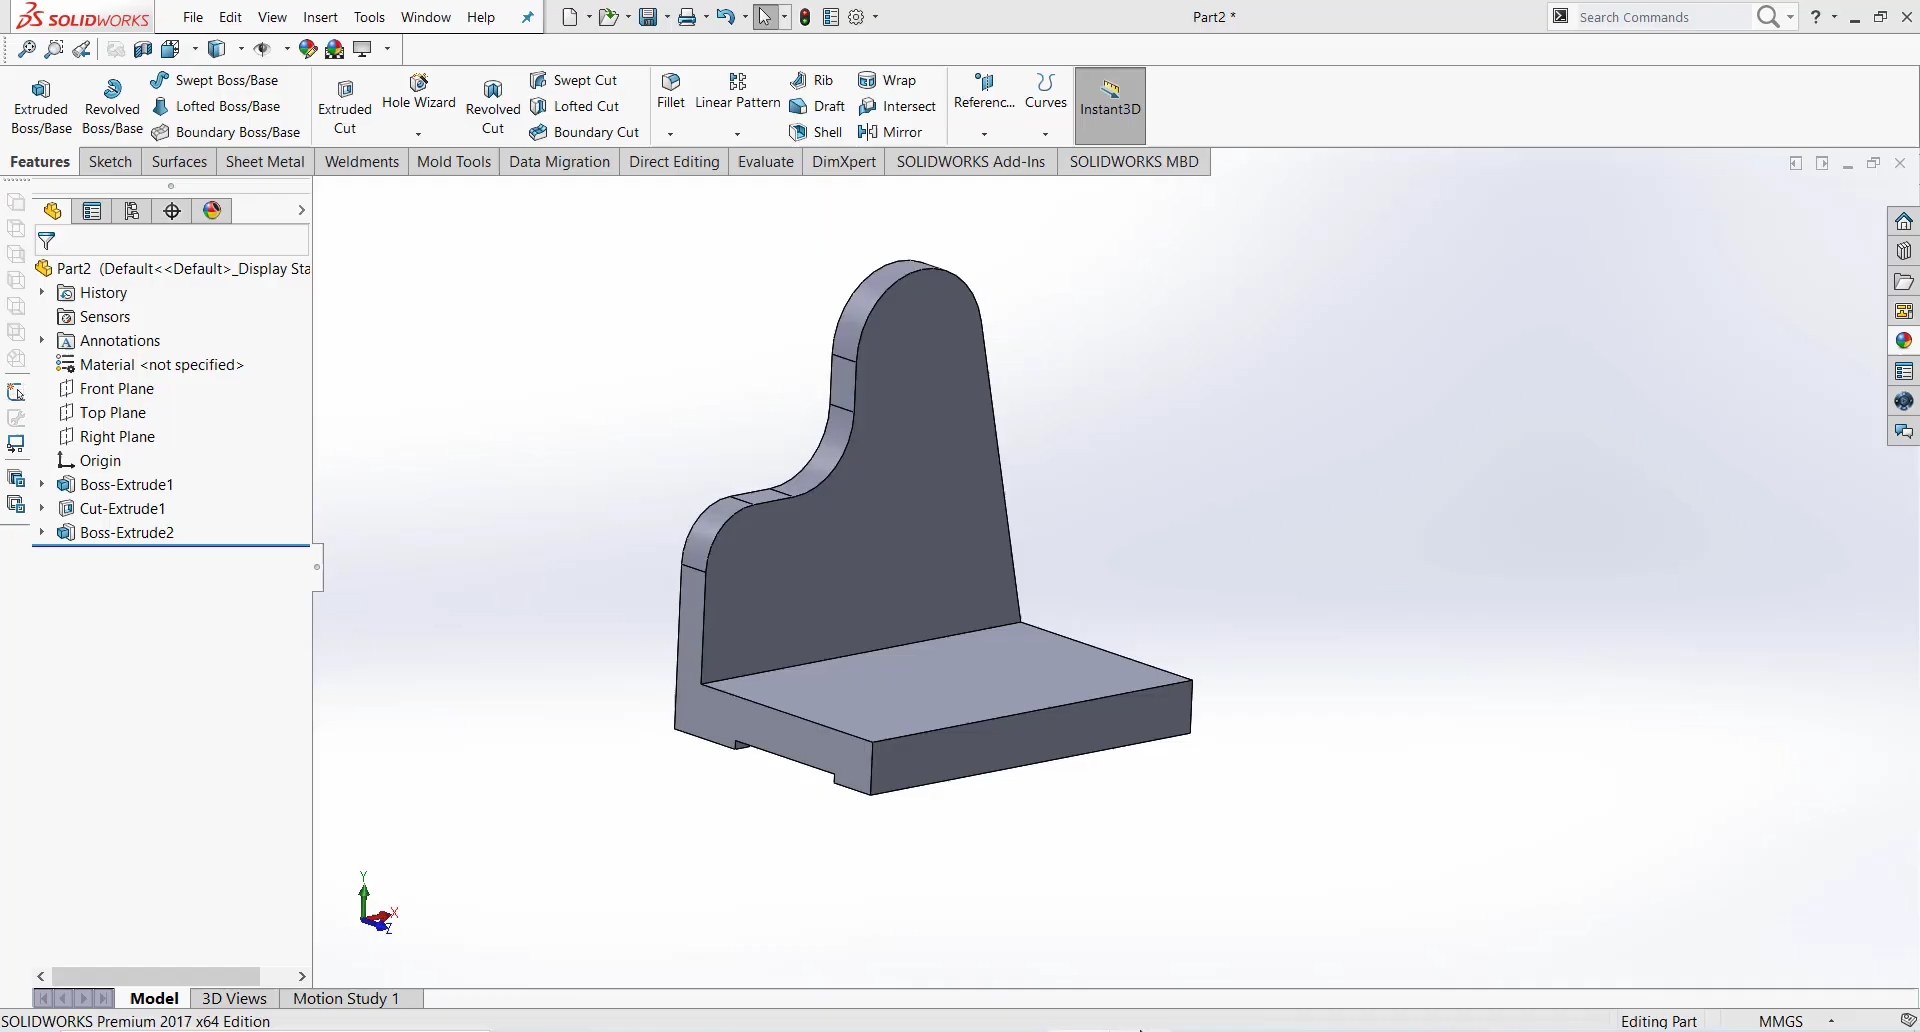 SOLIDWORKS
File Edit View Insert Tools Window Help
Part2 *
Search Commands
?
Extruded Boss/Base
Revolved Boss/Base
Swept Boss/Base
Lofted Boss/Base
Boundary Boss/Base
Extruded Cut
Hole Wizard
Revolved Cut
Swept Cut
Lofted Cut
Boundary Cut
Fillet
Linear Pattern
Rib
Draft
Shell
Wrap
Intersect
Mirror
Referenc...
Curves
Instant3D
Features Sketch Surfaces Sheet Metal Weldments Mold Tools Data Migration Direct Editing Evaluate DimXpert SOLIDWORKS Add-Ins SOLIDWORKS MBD
Part2 (Default<<Default>_Display Sta
History
Sensors
Annotations
Material <not specified>
Front Plane
Top Plane
Right Plane
Origin
Boss-Extrude1
Cut-Extrude1
Boss-Extrude2
Y
X
Z
Model 3D Views Motion Study 1
SOLIDWORKS Premium 2017 x64 Edition
Editing Part
MMGS